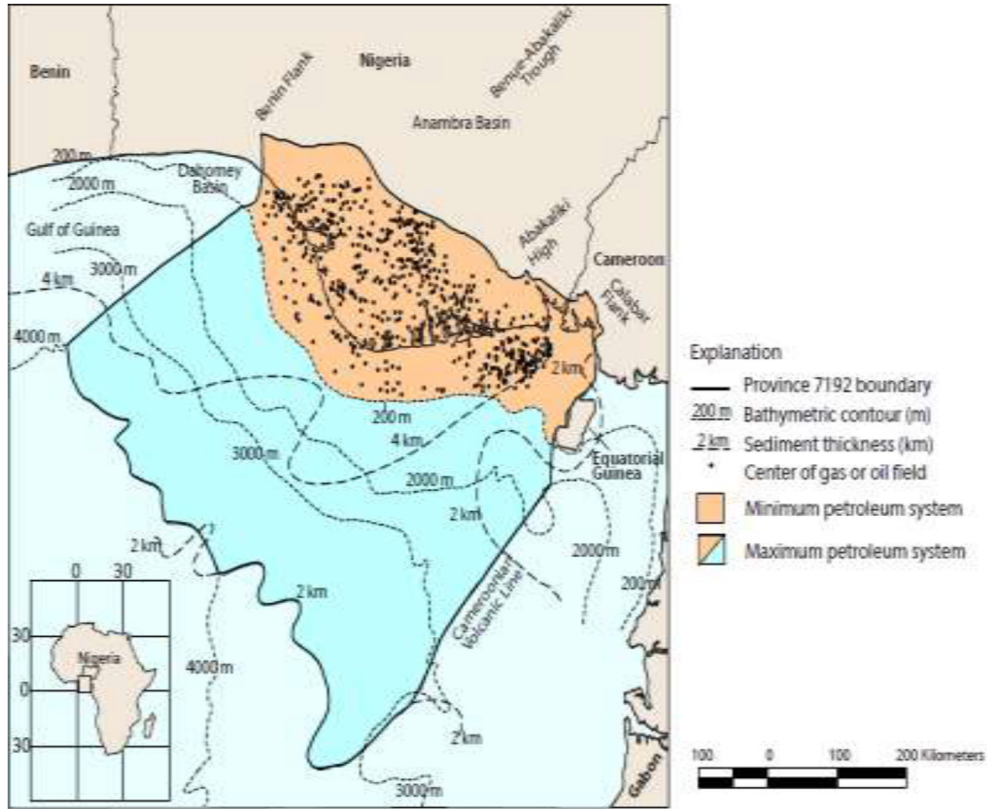 Benin
Nigeria
Benue-Abakaliki
Trough
Benin Flank
Anambra Basin
200 m
2000 m
Dahomey
Basin
Gulf of Guinea
3000 m
4 km
4000 m
Abakaliki
High
Cameroon
Calabar
Flank
2 km
200 m
4 km
3000 m
2000 m
Equatorial
Guinea
2 km
2000 m
200 m
2 km
2 km
Cameroonian
Volcanic Line
4000 m
2 km
3000 m
Gabon
0 30
30
Nigeria
0
30
Explanation
Province 7192 boundary
200 m Bathymetric contour (m)
2 km Sediment thickness (km)
Center of gas or oil field
Minimum petroleum system
Maximum petroleum system
100 0 100 200 Kilometers